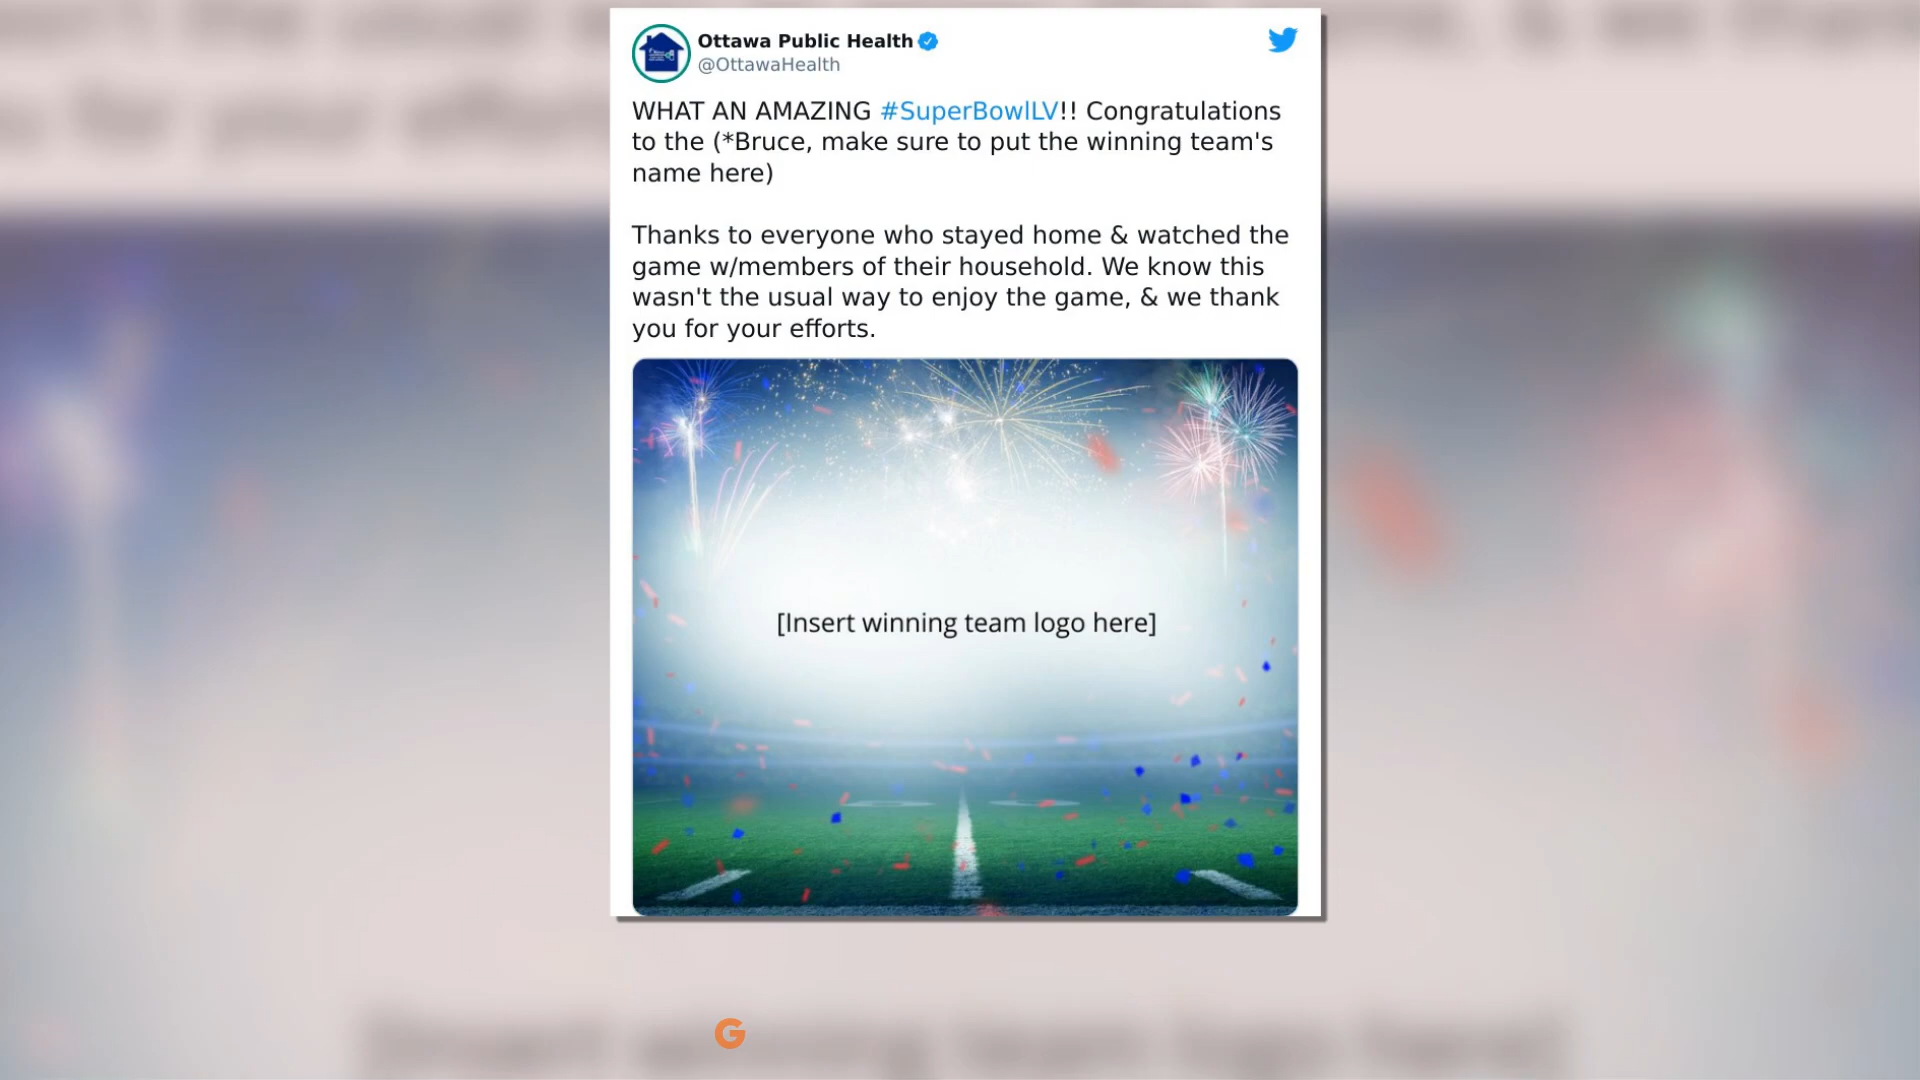 Ottawa Public Health
@OttawaHealth
WHAT AN AMAZING #SuperBowlLV!! Congratulations
to the (*Bruce, make sure to put the winning team's
name here)
Thanks to everyone who stayed home & watched the
game w/members of their household. We know this
wasn't the usual way to enjoy the game, & we thank
you for your efforts.
[Insert winning team logo here]
G